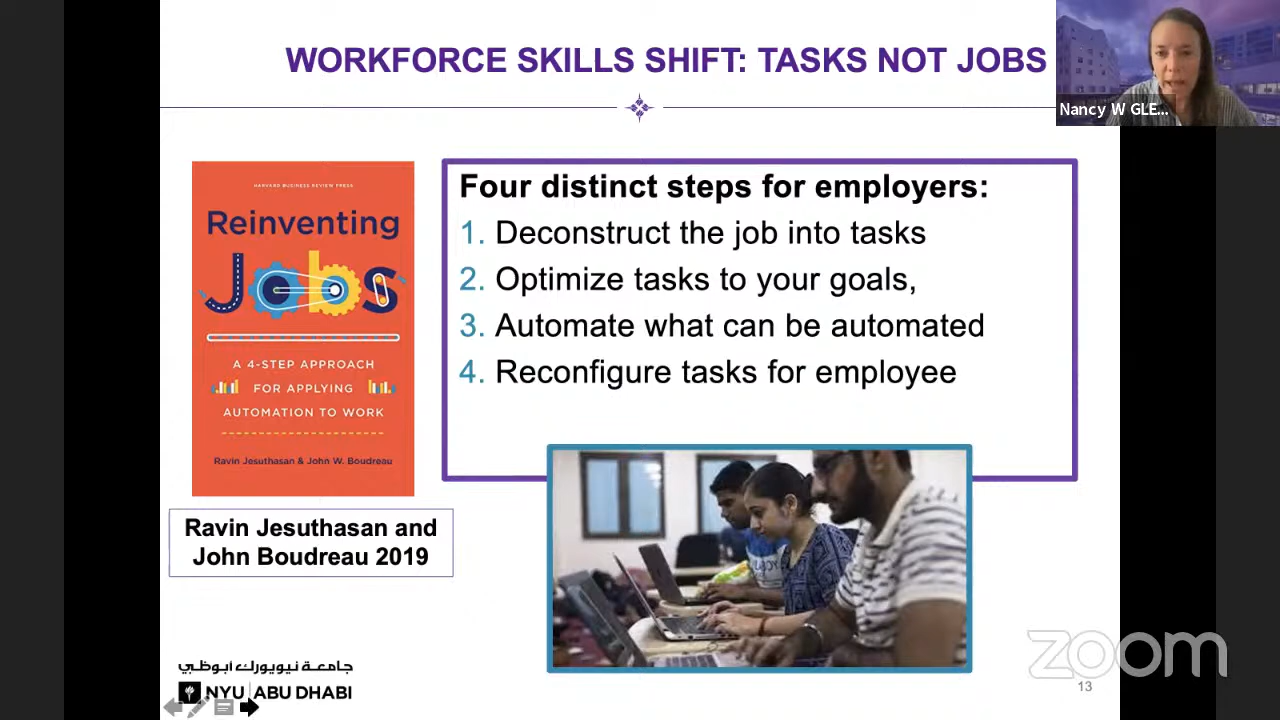 WORKFORCE SKILLS SHIFT: TASKS NOT JOBS
Nancy W GLE...
HARVARD BUSINESS REVIEW PRESS
Reinventing
Jobs
A 4-STEP APPROACH
FOR APPLYING
AUTOMATION TO WORK
Ravin Jesuthasan & John W. Boudreau
Four distinct steps for employers:
1. Deconstruct the job into tasks
2. Optimize tasks to your goals,
3. Automate what can be automated
4. Reconfigure tasks for employee
Ravin Jesuthasan and
John Boudreau 2019
جامعة نيويورك أبوظبي
NYU ABU DHABI
zoom
13